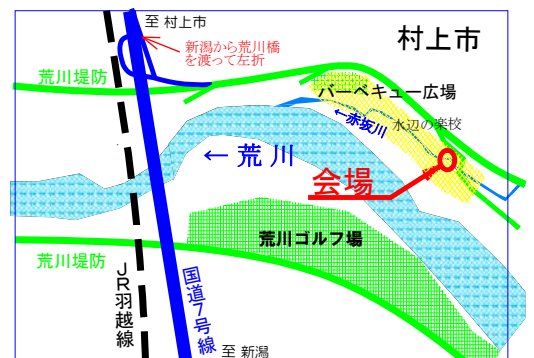 至 村上市
村上市
新潟から荒川橋
を渡って左折
荒川堤防
バーベキュー広場
←赤坂川
水辺の楽校
← 荒 川
会場
荒川ゴルフ場
荒川堤防
JR羽越線
国道7号線
至 新潟